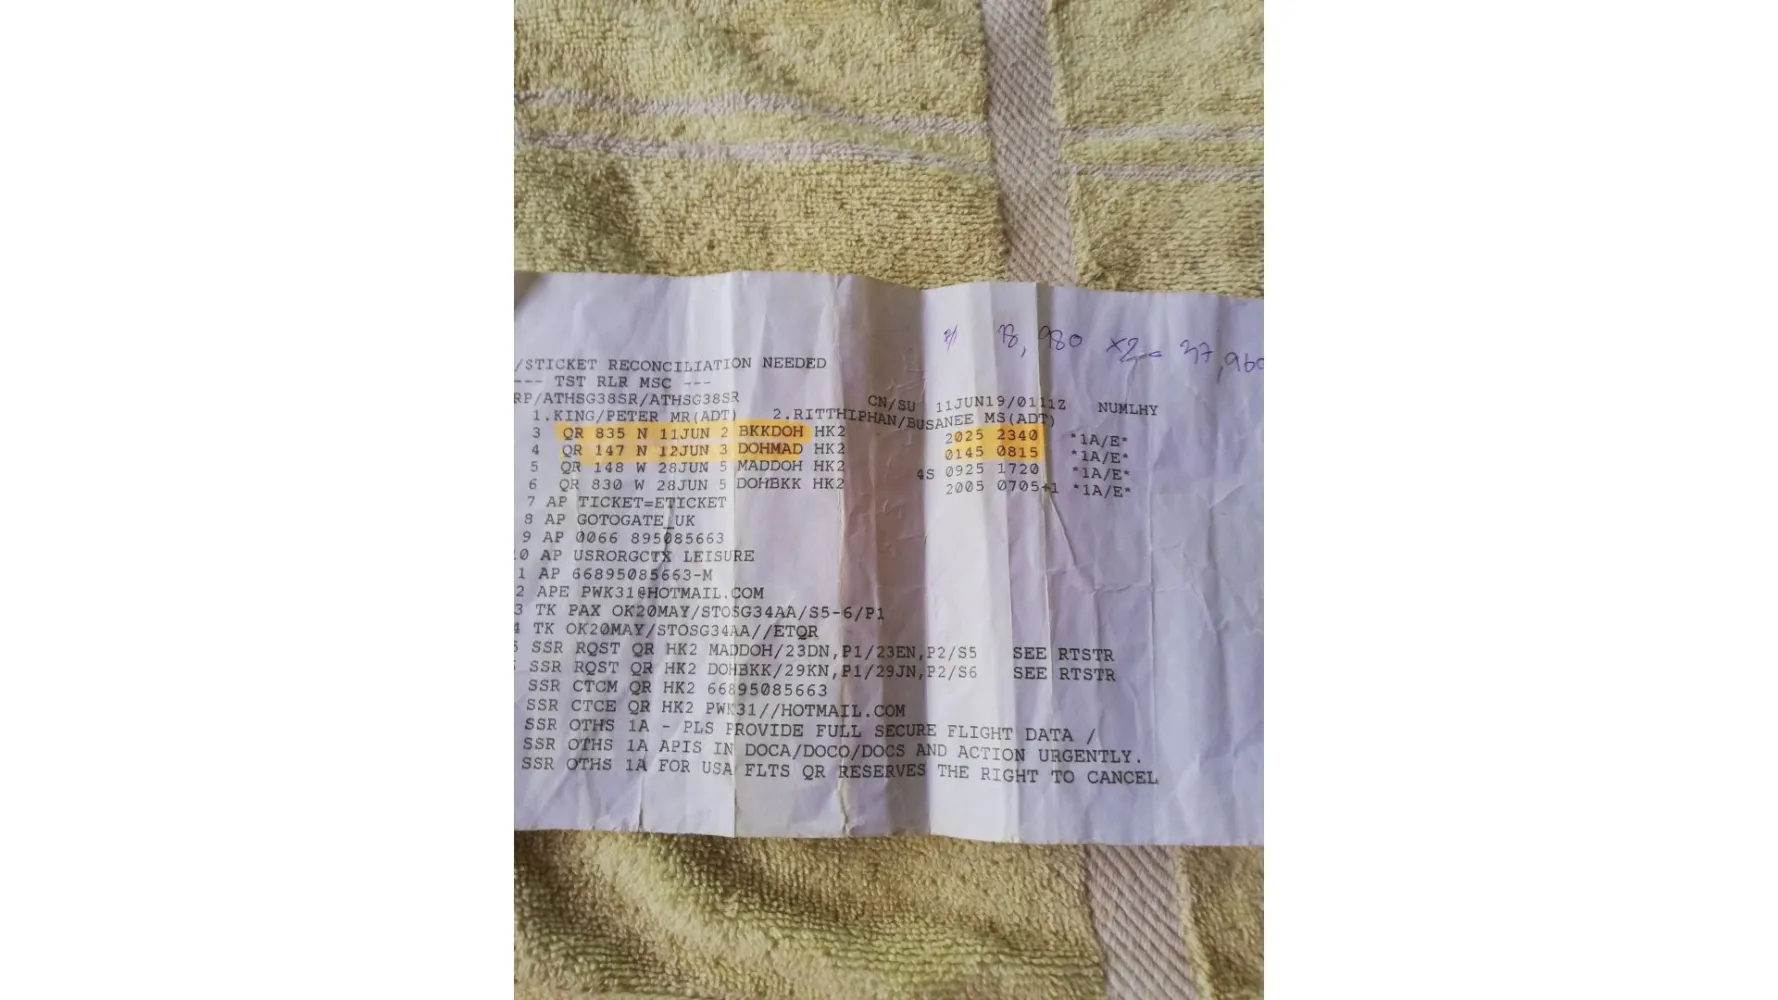 18,980 x2 = 37,960
/STICKET RECONCILIATION NEEDED
--- TST RLR MSC ---
RP/ATHSG38SR/ATHSG38SR CN/SU 11JUN19/0111Z NUMLHY
1.KING/PETER MR(ADT) 2.RITTHIPHAN/BUSANEE MS(ADT)
3 QR 835 N 11JUN 2 BKKDOH HK2 2025 2340 *1A/E*
4 QR 147 N 12JUN 3 DOHMAD HK2 0145 0815 *1A/E*
5 QR 148 W 28JUN 5 MADDOH HK2 4S 0925 1720 *1A/E*
6 QR 830 W 28JUN 5 DOHBKK HK2 2005 0705+1 *1A/E*
7 AP TICKET=ETICKET
8 AP GOTOGATE_UK
9 AP 0066 895085663
0 AP USRORGCTX LEISURE
1 AP 66895085663-M
2 APE PWK31@HOTMAIL.COM
3 TK PAX OK20MAY/STOSG34AA/S5-6/P1
4 TK OK20MAY/STOSG34AA//ETQR
SSR RQST QR HK2 MADDOH/23DN,P1/23EN,P2/S5 SEE RTSTR
SSR RQST QR HK2 DOHBKK/29KN,P1/29JN,P2/S6 SEE RTSTR
SSR CTCM QR HK2 66895085663
SSR CTCE QR HK2 PWK31//HOTMAIL.COM
SSR OTHS 1A - PLS PROVIDE FULL SECURE FLIGHT DATA /
SSR OTHS 1A APIS IN DOCA/DOCO/DOCS AND ACTION URGENTLY.
SSR OTHS 1A FOR USA FLTS QR RESERVES THE RIGHT TO CANCEL